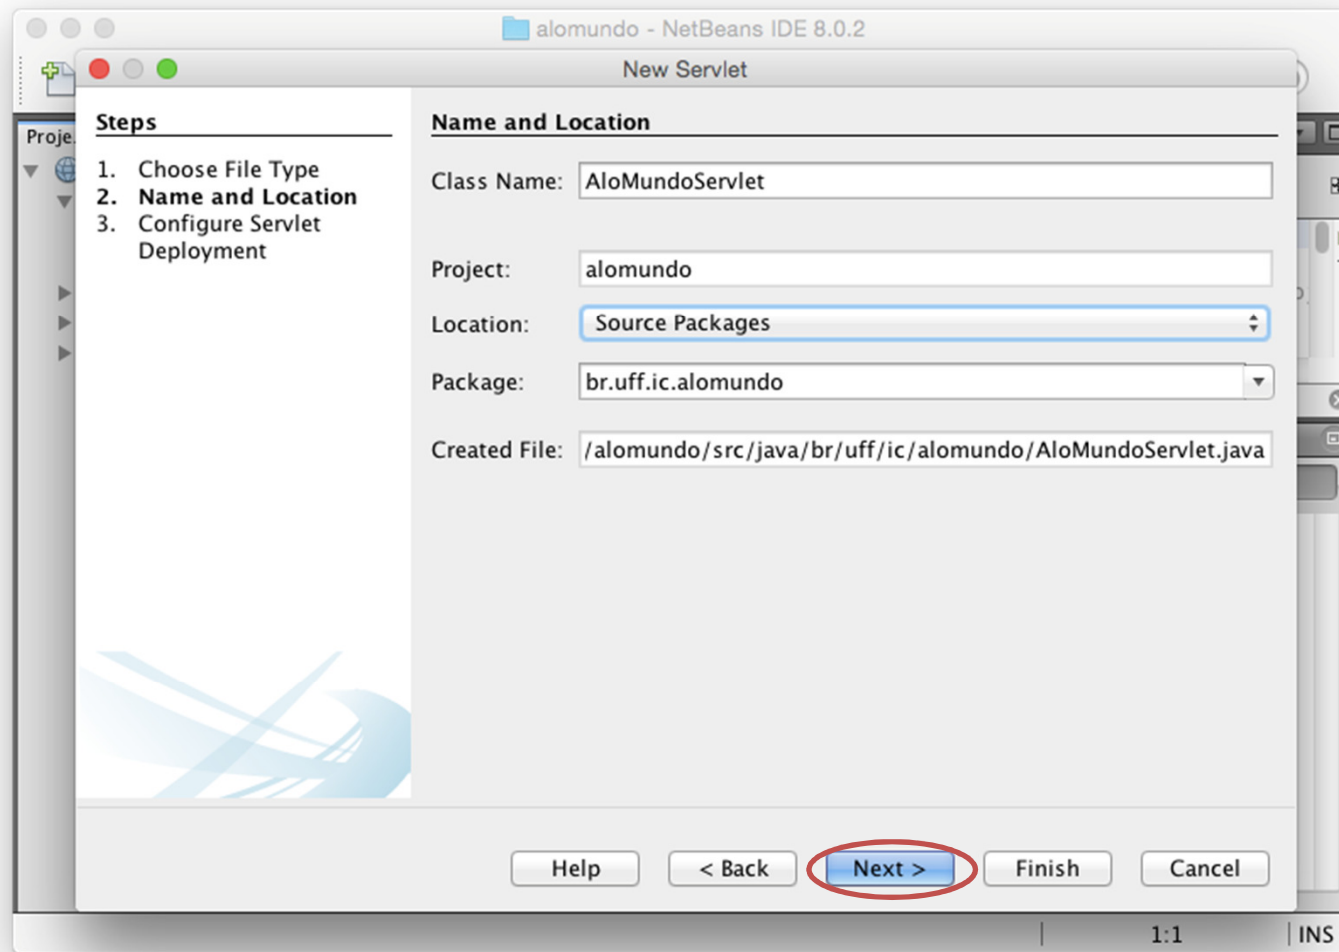 alomundo - NetBeans IDE 8.0.2
New Servlet
Proje
Steps
1. Choose File Type
2. Name and Location
3. Configure Servlet
Deployment
Name and Location
Class Name: AloMundoServlet
Project: alomundo
Location: Source Packages
Package: br.uff.ic.alomundo
Created File: /alomundo/src/java/br/uff/ic/alomundo/AloMundoServlet.java
Help < Back Next > Finish Cancel
1:1 INS